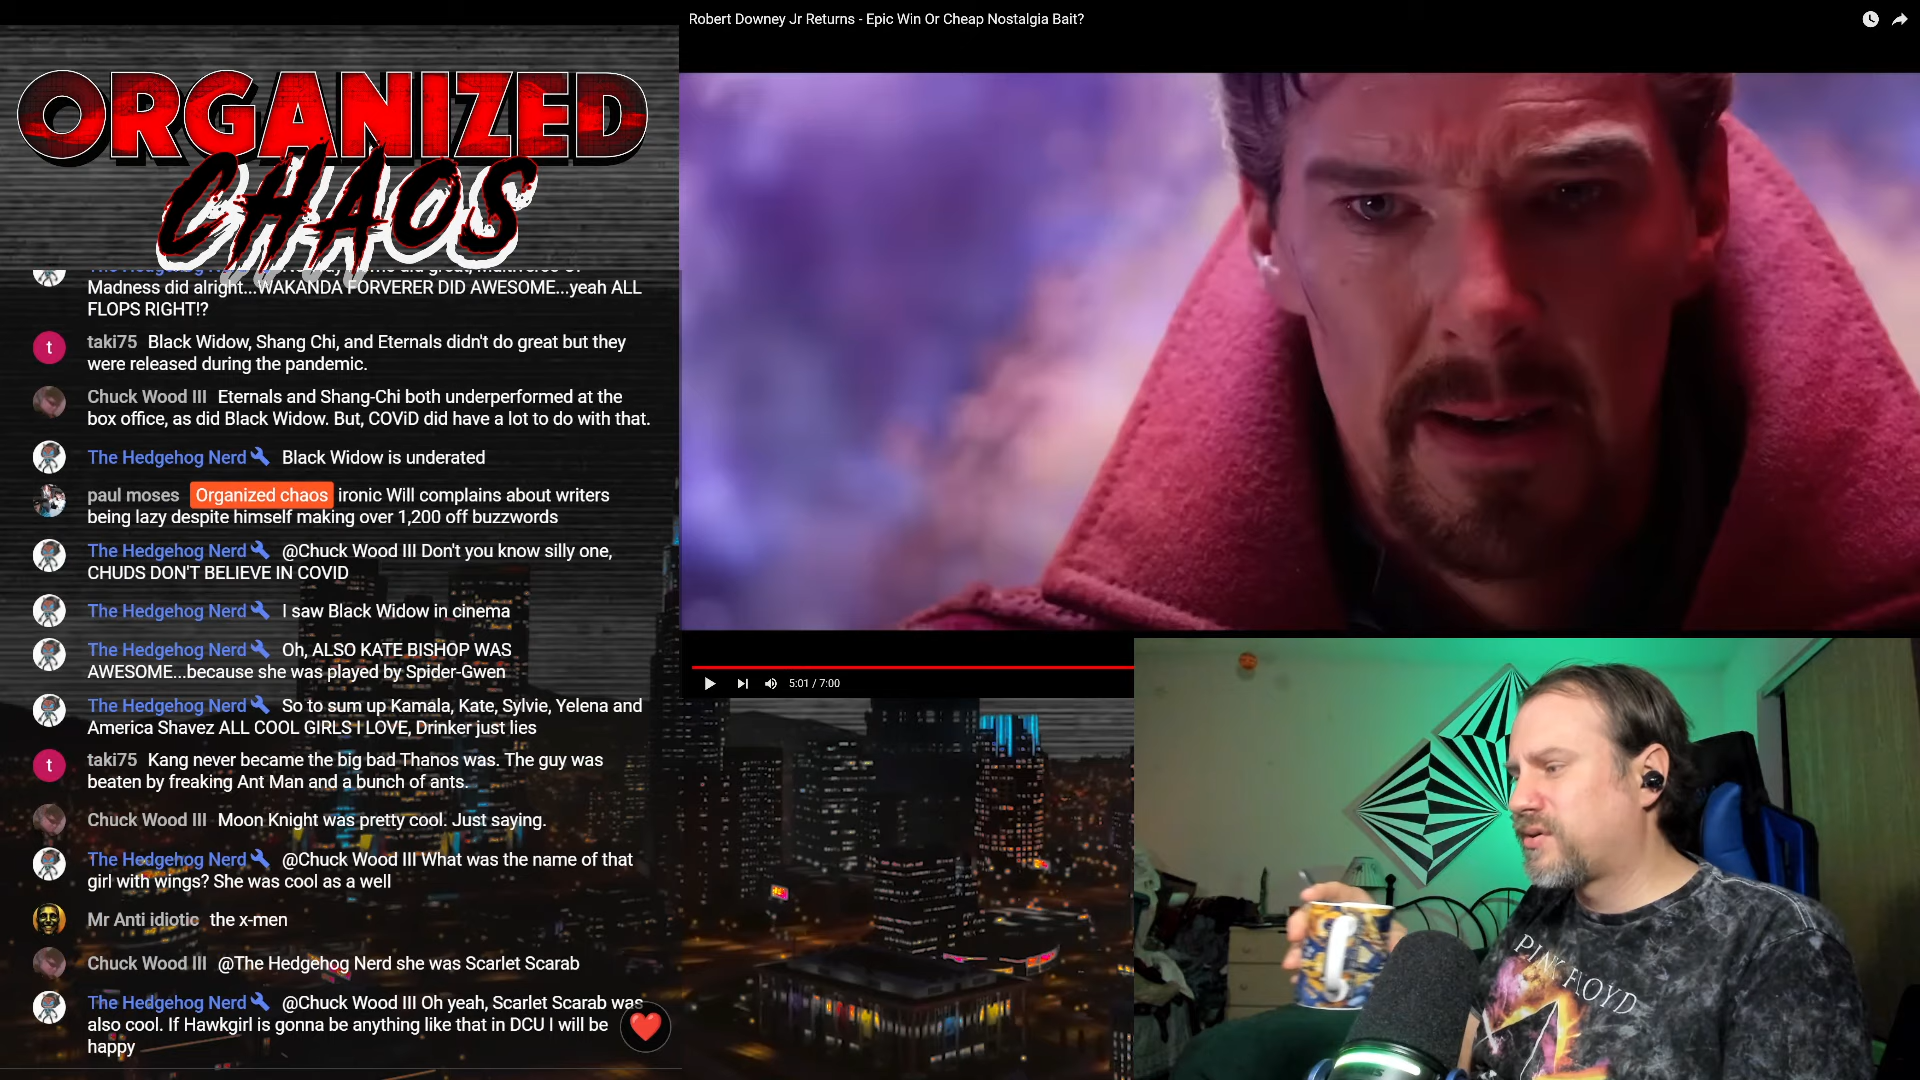 Robert Downey Jr Returns - Epic Win Or Cheap Nostalgia Bait?
ORGANIZED
CHAOS
Madness did alright...WAKANDA FORVERER DID AWESOME...yeah ALL
FLOPS RIGHT!?
t
taki75 Black Widow, Shang Chi, and Eternals didn't do great but they
were released during the pandemic.
Chuck Wood III Eternals and Shang-Chi both underperformed at the
box office, as did Black Widow. But, COViD did have a lot to do with that.
The Hedgehog Nerd Black Widow is underated
paul moses Organized chaos ironic Will complains about writers
being lazy despite himself making over 1,200 off buzzwords
The Hedgehog Nerd @Chuck Wood III Don't you know silly one,
CHUDS DON'T BELIEVE IN COVID
The Hedgehog Nerd I saw Black Widow in cinema
The Hedgehog Nerd Oh, ALSO KATE BISHOP WAS
AWESOME...because she was played by Spider-Gwen
The Hedgehog Nerd So to sum up Kamala, Kate, Sylvie, Yelena and
America Shavez ALL COOL GIRLS I LOVE, Drinker just lies
t
taki75 Kang never became the big bad Thanos was. The guy was
beaten by freaking Ant Man and a bunch of ants.
Chuck Wood III Moon Knight was pretty cool. Just saying.
The Hedgehog Nerd @Chuck Wood III What was the name of that
girl with wings? She was cool as a well
Mr Anti idiotic the x-men
Chuck Wood III @The Hedgehog Nerd she was Scarlet Scarab
The Hedgehog Nerd @Chuck Wood III Oh yeah, Scarlet Scarab was
also cool. If Hawkgirl is gonna be anything like that in DCU I will be
happy
5:01 / 7:00
PINK FLOYD